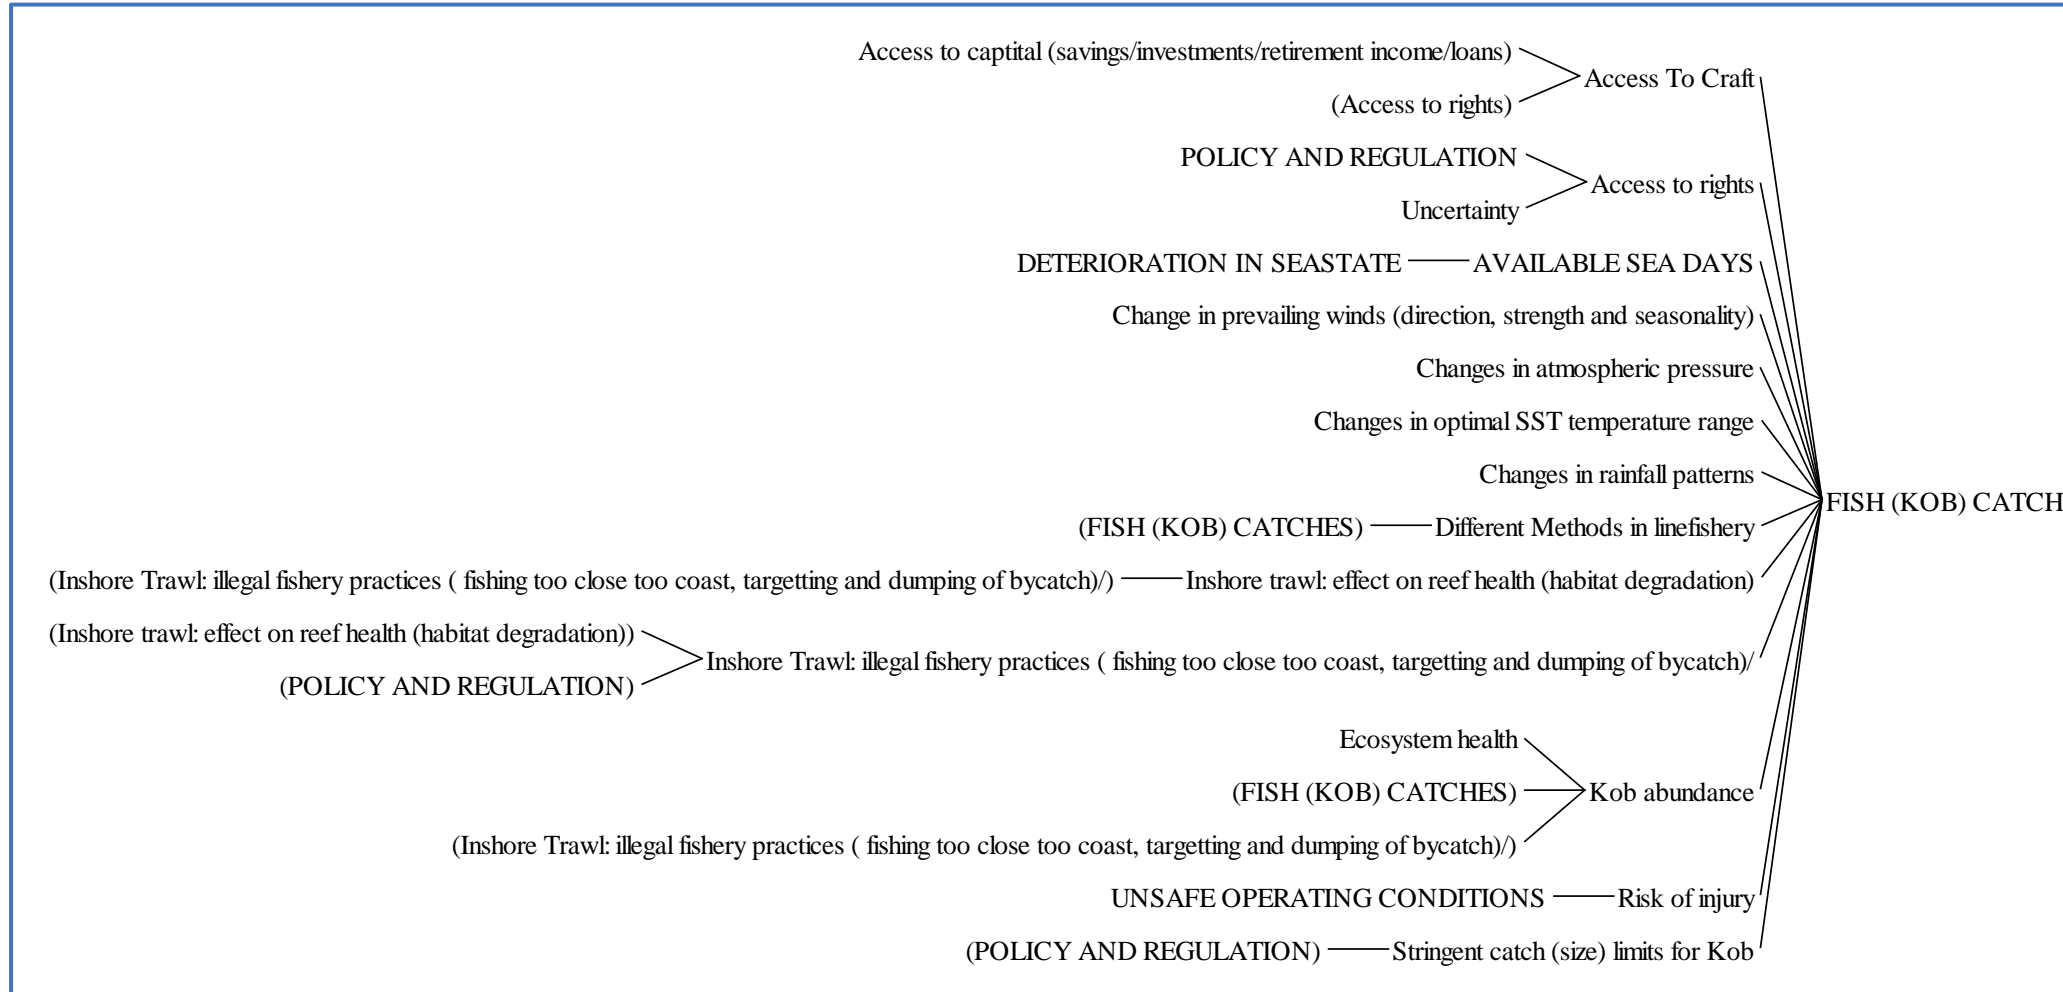 Access to captital (savings/investments/retirement income/loans)
Access To Craft
(Access to rights)
POLICY AND REGULATION
Access to rights
Uncertainty
DETERIORATION IN SEASTATE
AVAILABLE SEA DAYS
Change in prevailing winds (direction, strength and seasonality)
Changes in atmospheric pressure
Changes in optimal SST temperature range
Changes in rainfall patterns
FISH (KOB) CATCH
(FISH (KOB) CATCHES)
Different Methods in linefishery
(Inshore Trawl: illegal fishery practices ( fishing too close too coast, targetting and dumping of bycatch)/)
Inshore trawl: effect on reef health (habitat degradation)
(Inshore trawl: effect on reef health (habitat degradation))
Inshore Trawl: illegal fishery practices ( fishing too close too coast, targetting and dumping of bycatch)/
(POLICY AND REGULATION)
Ecosystem health
(FISH (KOB) CATCHES)
Kob abundance
(Inshore Trawl: illegal fishery practices ( fishing too close too coast, targetting and dumping of bycatch)/)
UNSAFE OPERATING CONDITIONS
Risk of injury
(POLICY AND REGULATION)
Stringent catch (size) limits for Kob